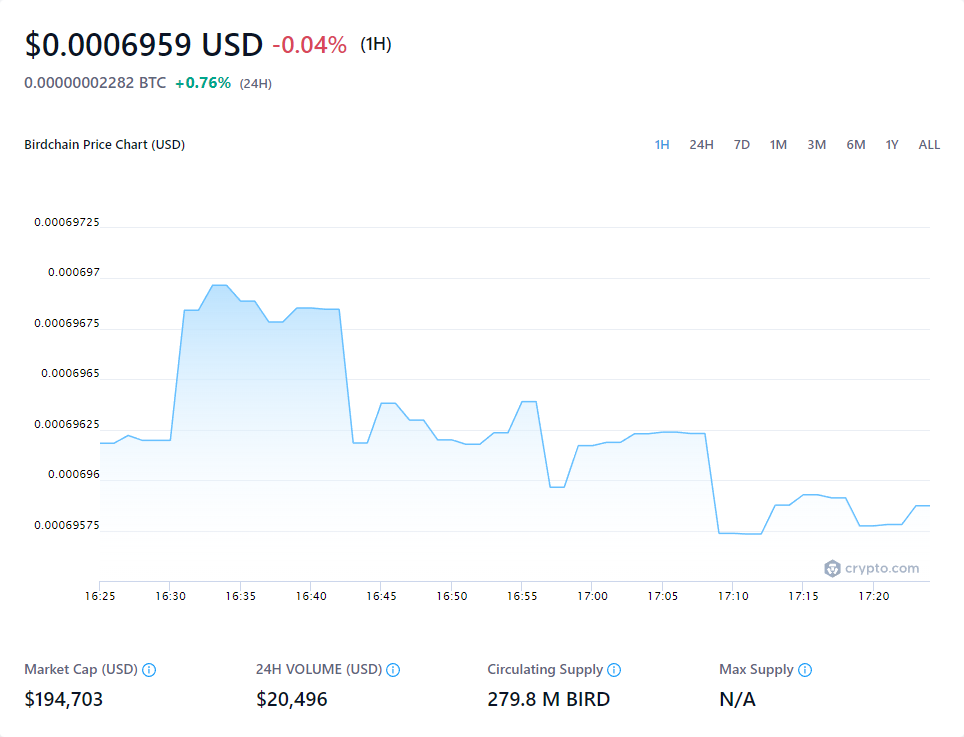 $0.0006959 USD -0.04% (1H)
0.00000002282 BTC +0.76% (24H)
Birdchain Price Chart (USD) 1H 24H 7D 1M 3M 6M 1Y ALL
0.00069725
0.000697
0.00069675
0.0006965
0.00069625
0.000696
0.00069575
crypto.com
16:25 16:30 16:35 16:40 16:45 16:50 16:55 17:00 17:05 17:10 17:15 17:20
Market Cap (USD) 24H VOLUME (USD) Circulating Supply Max Supply
$194,703 $20,496 279.8 M BIRD N/A